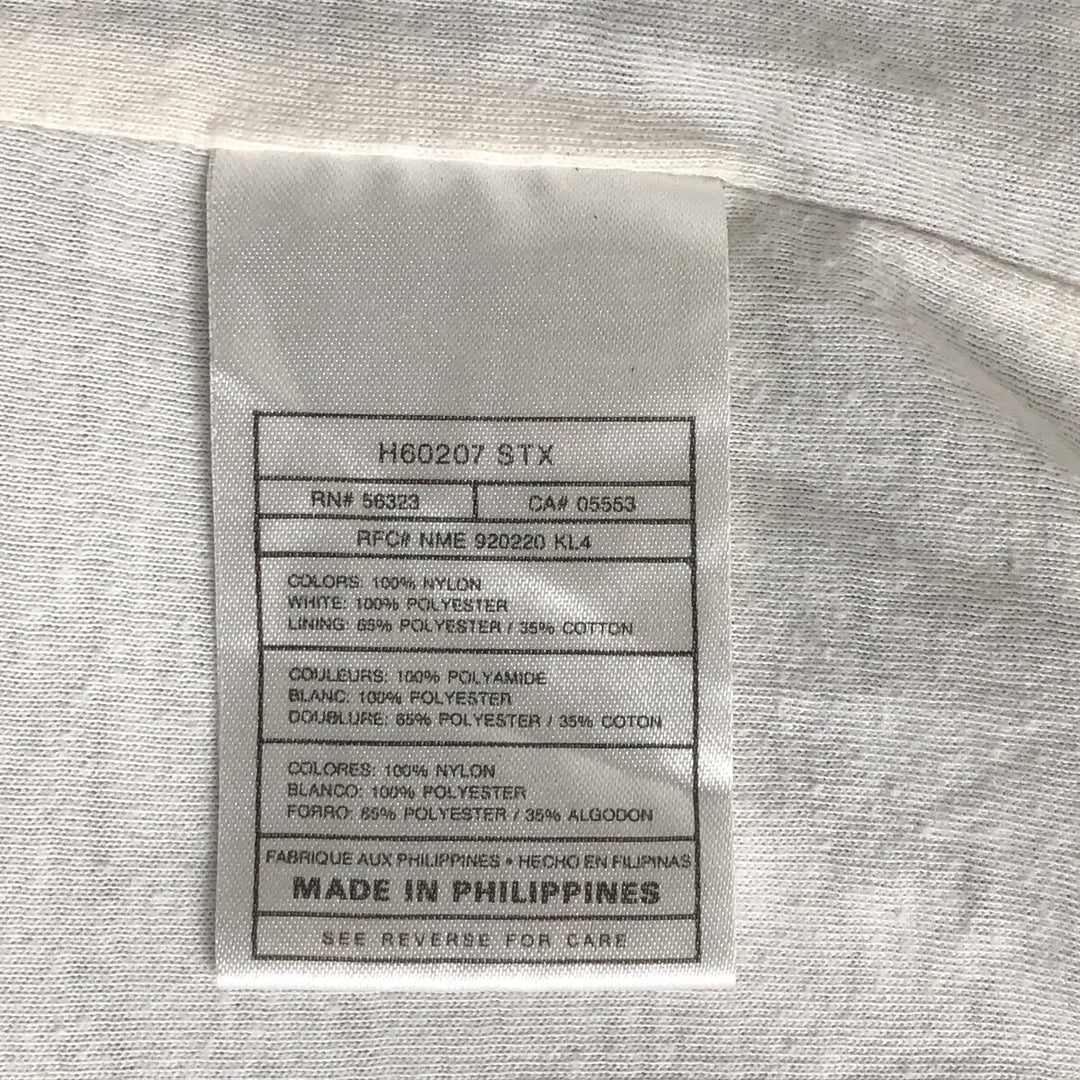 H60207 STX
RN# 56323 CA# 05553
RFC# NME 920220 KL4
COLORS: 100% NYLON
WHITE: 100% POLYESTER
LINING: 65% POLYESTER / 35% COTTON
COULEURS: 100% POLYAMIDE
BLANC: 100% POLYESTER
DOUBLURE: 65% POLYESTER / 35% COTON
COLORES: 100% NYLON
BLANCO: 100% POLYESTER
FORRO: 65% POLYESTER / 35% ALGODON
FABRIQUE AUX PHILIPPINES • HECHO EN FILIPINAS
MADE IN PHILIPPINES
SEE REVERSE FOR CARE